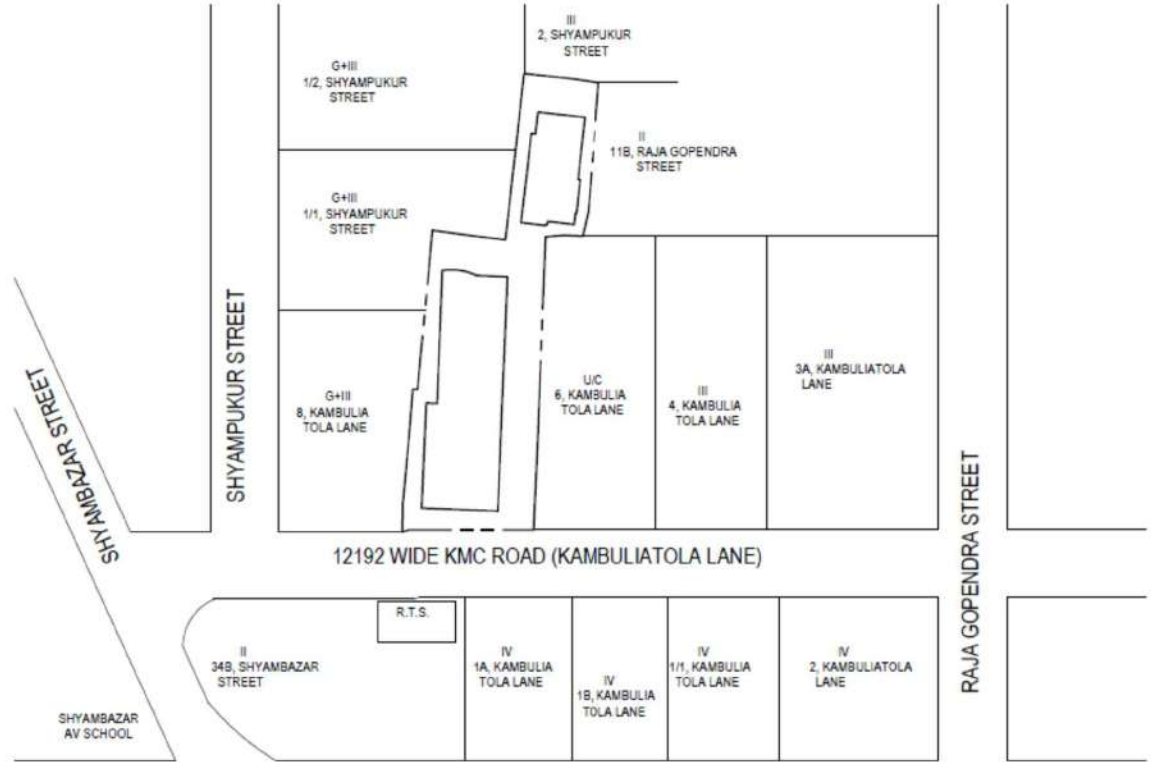 III
2, SHYAMPUKUR
STREET
G+III
1/2, SHYAMPUKUR
STREET
II
11B, RAJA GOPENDRA
STREET
G+III
1/1, SHYAMPUKUR
STREET
SHYAMBAZAR STREET
SHYAMPUKUR STREET
G+III
8, KAMBULIA
TOLA LANE
U/C
6, KAMBULIA
TOLA LANE
III
4, KAMBULIA
TOLA LANE
III
3A, KAMBULIATOLA
LANE
12192 WIDE KMC ROAD (KAMBULIATOLA LANE)
RAJA GOPENDRA STREET
R.T.S.
II
34B, SHYAMBAZAR
STREET
IV
1A, KAMBULIA
TOLA LANE
IV
1B, KAMBULIA
TOLA LANE
IV
1/1, KAMBULIA
TOLA LANE
IV
2, KAMBULIATOLA
LANE
SHYAMBAZAR
AV SCHOOL